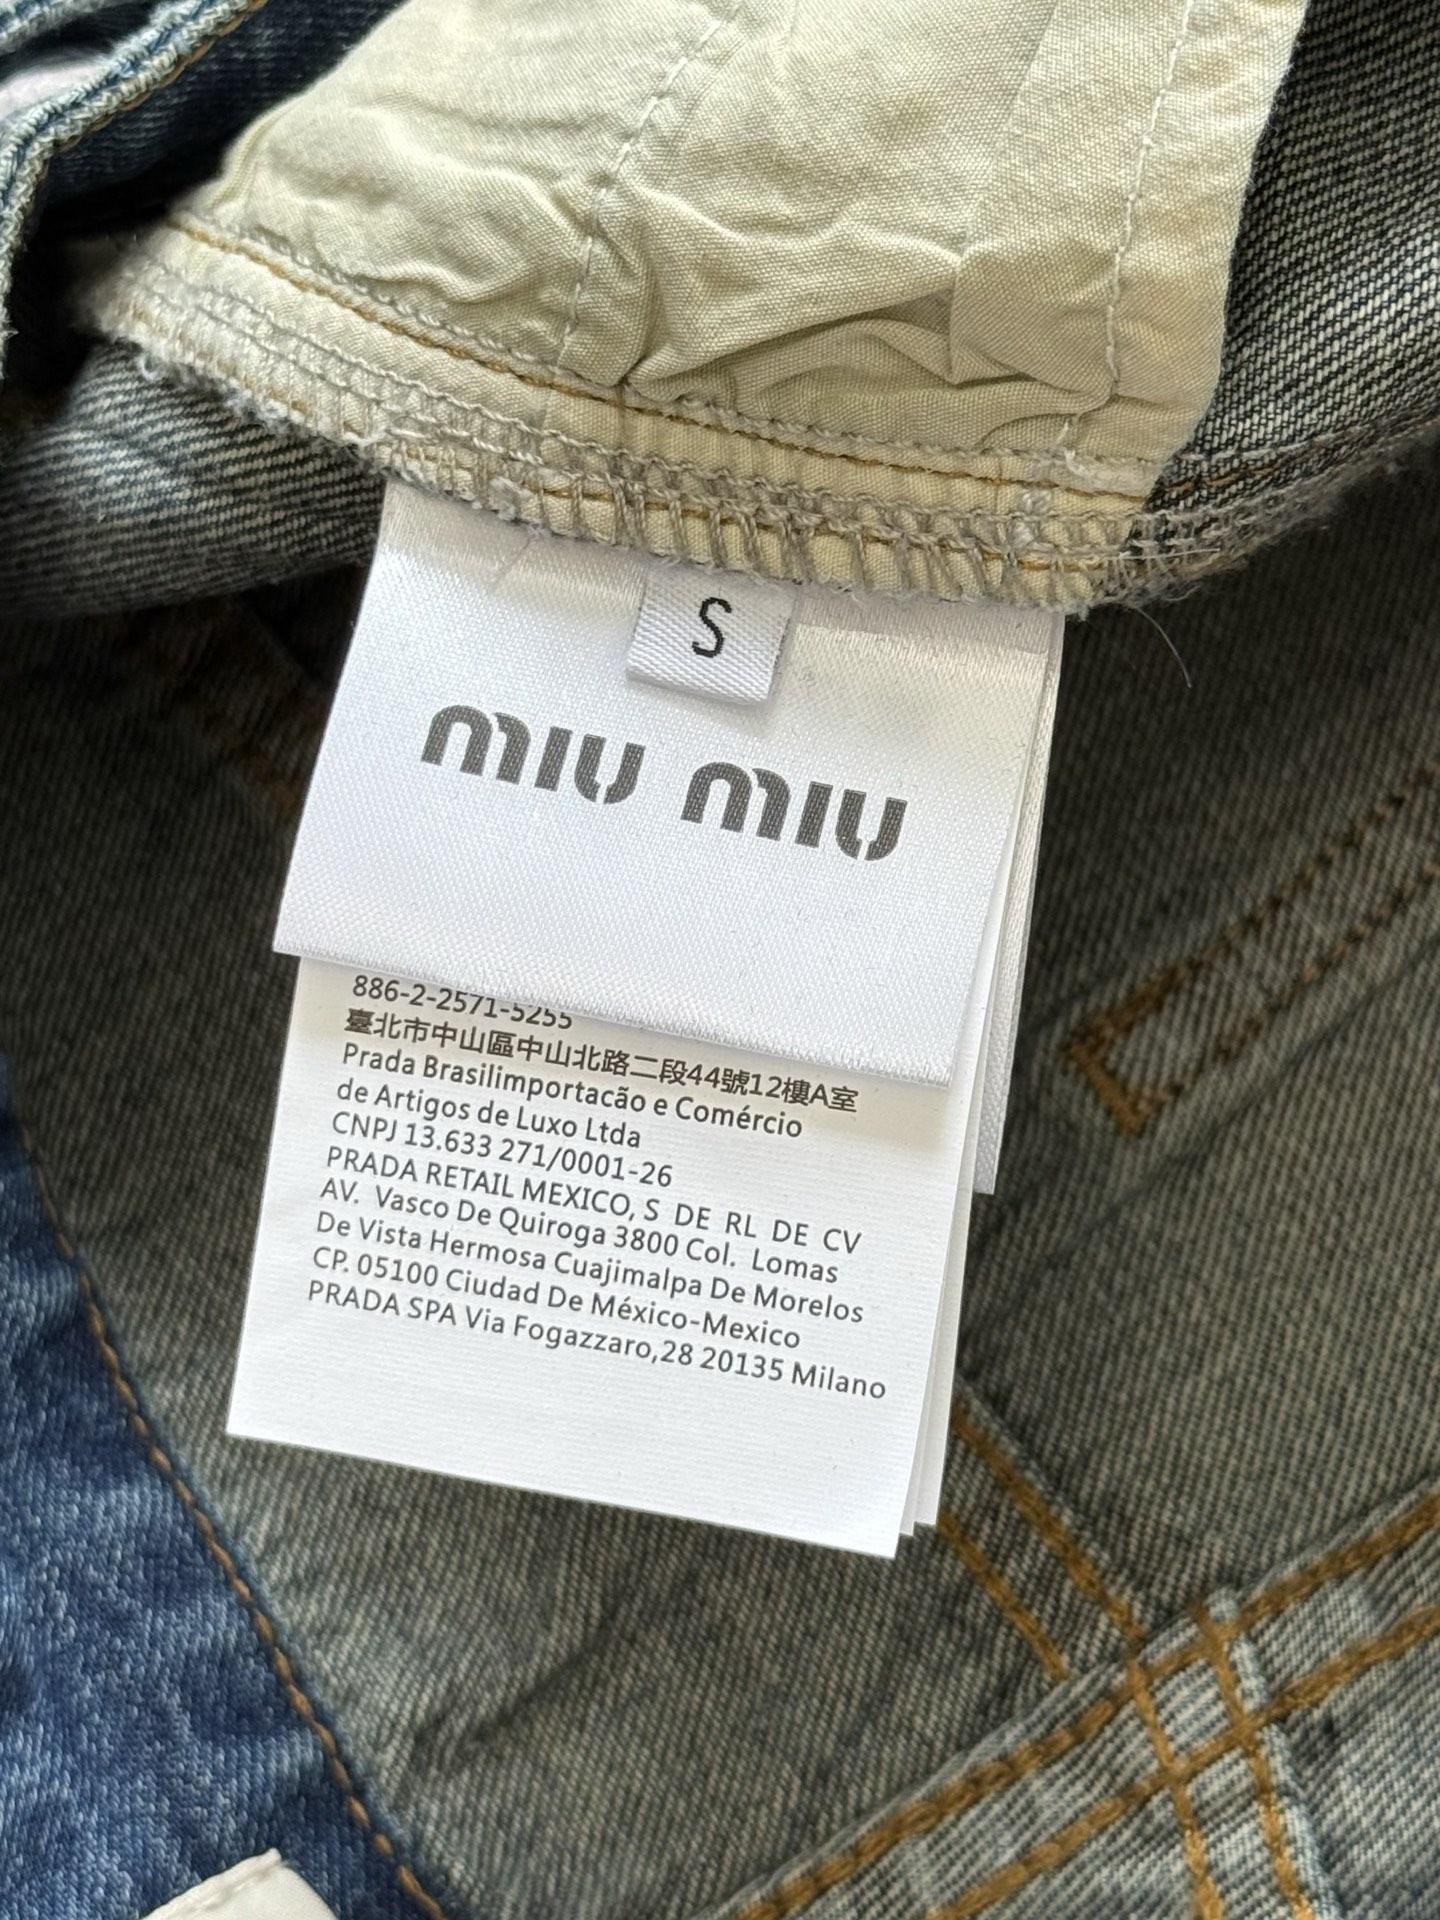 S
miu miu
886-2-2571-5255
臺北市中山區中山北路二段44號12樓A室
Prada Brasilimportacão e Comércio
de Artigos de Luxo Ltda
CNPJ 13.633 271/0001-26
PRADA RETAIL MEXICO, S DE RL DE CV
AV. Vasco De Quiroga 3800 Col. Lomas
De Vista Hermosa Cuajimalpa De Morelos
CP. 05100 Ciudad De México-Mexico
PRADA SPA Via Fogazzaro,28 20135 Milano